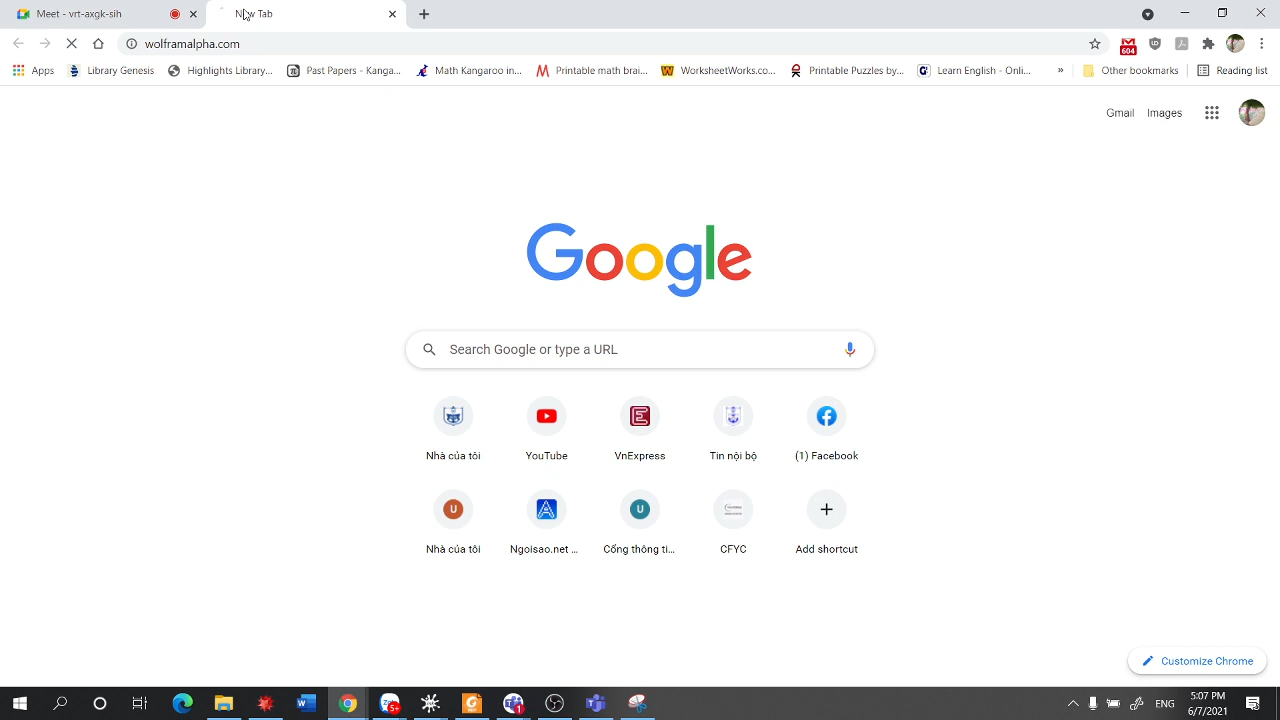 Meet - vrt-axgk-sih
New Tab
wolframalpha.com
604
Apps
Library Genesis
Highlights Library...
Past Papers - Kanga...
Math Kangaroo in...
Printable math brai...
WorksheetWorks.co...
Printable Puzzles by...
Learn English - Onli...
»
Other bookmarks
Reading list
Gmail
Images
Google
Search Google or type a URL
Nhà của tôi
YouTube
VnExpress
Tin nội bộ
(1) Facebook
U
U
Nhà của tôi
Ngoisao.net ...
Cổng thông ti...
CFYC
Add shortcut
Customize Chrome
5+
1
ENG
5:07 PM
6/7/2021